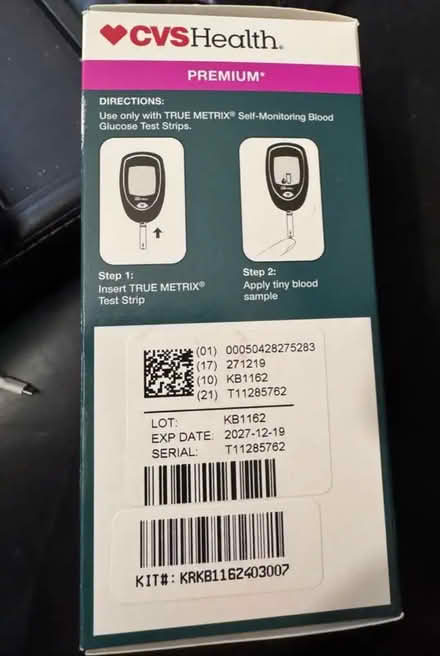 CVSHealth.
PREMIUM*
DIRECTIONS:
Use only with TRUE METRIX® Self-Monitoring Blood
Glucose Test Strips.
Step 1:
Insert TRUE METRIX®
Test Strip
Step 2:
Apply tiny blood
sample
(01) 00050428275283
(17) 271219
(10) KB1162
(21) T11285762
LOT: KB1162
EXP DATE: 2027-12-19
SERIAL: T11285762
KIT#: KRKB1162403007